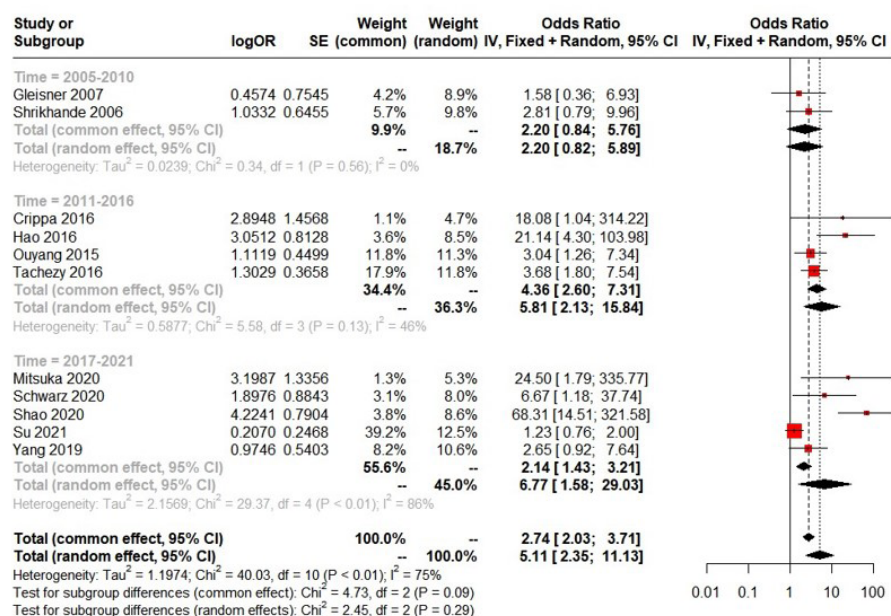 Study or Subgroup logOR SE Weight (common) Weight (random) Odds Ratio IV, Fixed + Random, 95% CI Odds Ratio IV, Fixed + Random, 95% CI
Time = 2005-2010
Gleisner 2007 0.4574 0.7545 4.2% 8.9% 1.58 [ 0.36; 6.93]
Shrikhande 2006 1.0332 0.6455 5.7% 9.8% 2.81 [ 0.79; 9.96]
Total (common effect, 95% CI) 9.9% -- 2.20 [ 0.84; 5.76]
Total (random effect, 95% CI) -- 18.7% 2.20 [ 0.82; 5.89]
Heterogeneity: Tau² = 0.0239; Chi² = 0.34, df = 1 (P = 0.56); I² = 0%
Time = 2011-2016
Crippa 2016 2.8948 1.4568 1.1% 4.7% 18.08 [ 1.04; 314.22]
Hao 2016 3.0512 0.8128 3.6% 8.5% 21.14 [ 4.30; 103.98]
Ouyang 2015 1.1119 0.4499 11.8% 11.3% 3.04 [ 1.26; 7.34]
Tachezy 2016 1.3029 0.3658 17.9% 11.8% 3.68 [ 1.80; 7.54]
Total (common effect, 95% CI) 34.4% -- 4.36 [ 2.60; 7.31]
Total (random effect, 95% CI) -- 36.3% 5.81 [ 2.13; 15.84]
Heterogeneity: Tau² = 0.5877; Chi² = 5.58, df = 3 (P = 0.13); I² = 46%
Time = 2017-2021
Mitsuka 2020 3.1987 1.3356 1.3% 5.3% 24.50 [ 1.79; 335.77]
Schwarz 2020 1.8976 0.8843 3.1% 8.0% 6.67 [ 1.18; 37.74]
Shao 2020 4.2241 0.7904 3.8% 8.6% 68.31 [14.51; 321.58]
Su 2021 0.2070 0.2468 39.2% 12.5% 1.23 [ 0.76; 2.00]
Yang 2019 0.9746 0.5403 8.2% 10.6% 2.65 [ 0.92; 7.64]
Total (common effect, 95% CI) 55.6% -- 2.14 [ 1.43; 3.21]
Total (random effect, 95% CI) -- 45.0% 6.77 [ 1.58; 29.03]
Heterogeneity: Tau² = 2.1569; Chi² = 29.37, df = 4 (P < 0.01); I² = 86%
Total (common effect, 95% CI) 100.0% -- 2.74 [ 2.03; 3.71]
Total (random effect, 95% CI) -- 100.0% 5.11 [ 2.35; 11.13]
Heterogeneity: Tau² = 1.1974; Chi² = 40.03, df = 10 (P < 0.01); I² = 75%
Test for subgroup differences (common effect): Chi² = 4.73, df = 2 (P = 0.09)
Test for subgroup differences (random effects): Chi² = 2.45, df = 2 (P = 0.29)
0.01 0.1 1 10 100